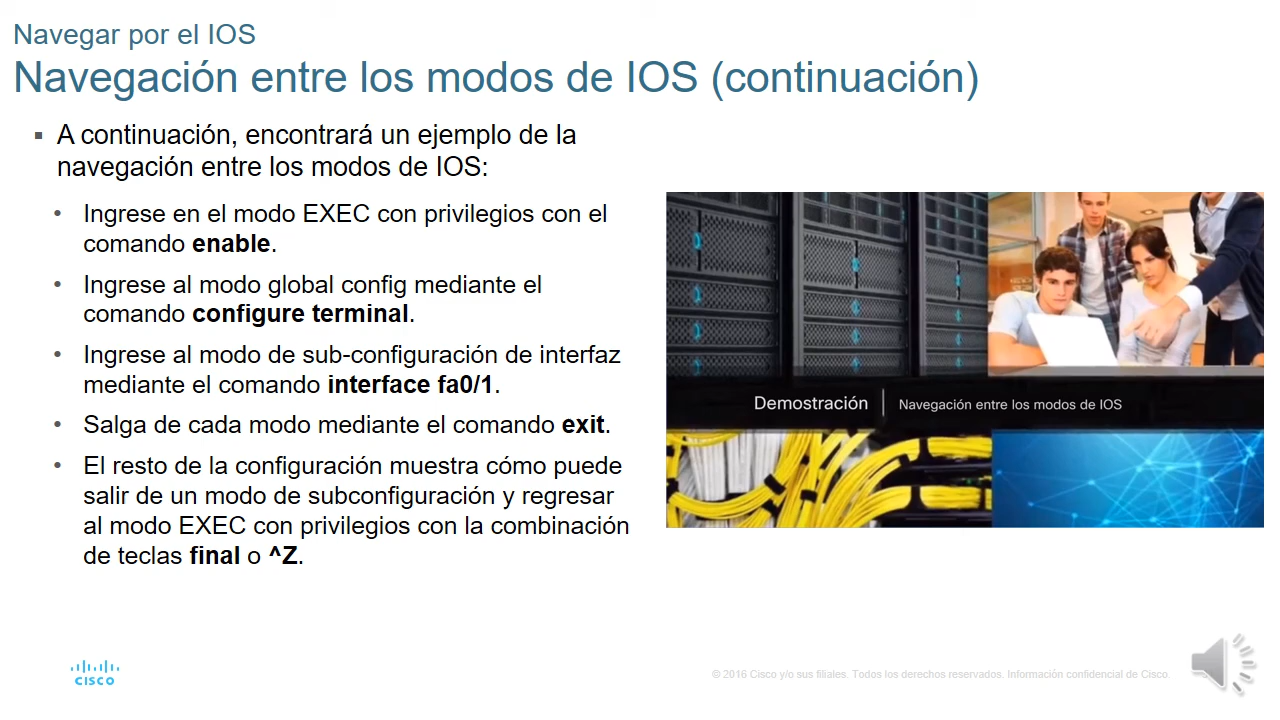 Navegar por el IOS
Navegación entre los modos de IOS (continuación)
▪ A continuación, encontrará un ejemplo de la
navegación entre los modos de IOS:
• Ingrese en el modo EXEC con privilegios con el
comando enable.
• Ingrese al modo global config mediante el
comando configure terminal.
• Ingrese al modo de sub-configuración de interfaz
mediante el comando interface fa0/1.
• Salga de cada modo mediante el comando exit.
• El resto de la configuración muestra cómo puede
salir de un modo de subconfiguración y regresar
al modo EXEC con privilegios con la combinación
de teclas final o ^Z.
Demostración | Navegación entre los modos de IOS
CISCO
© 2016 Cisco y/o sus filiales. Todos los derechos reservados. Información confidencial de Cisco.